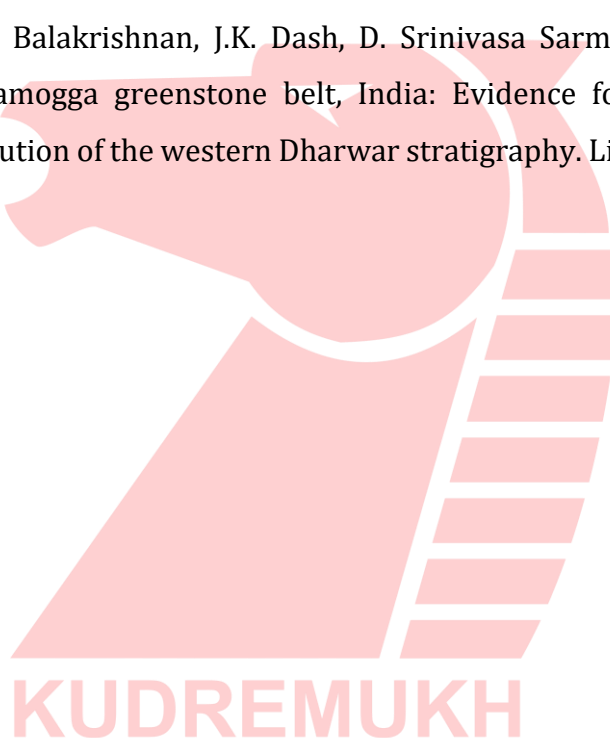 Balakrishnan, J.K. Dash, D. Srinivasa Sarm
amogga greenstone belt, India: Evidence fo
ution of the western Dharwar stratigraphy. Li
KUDREMUKH